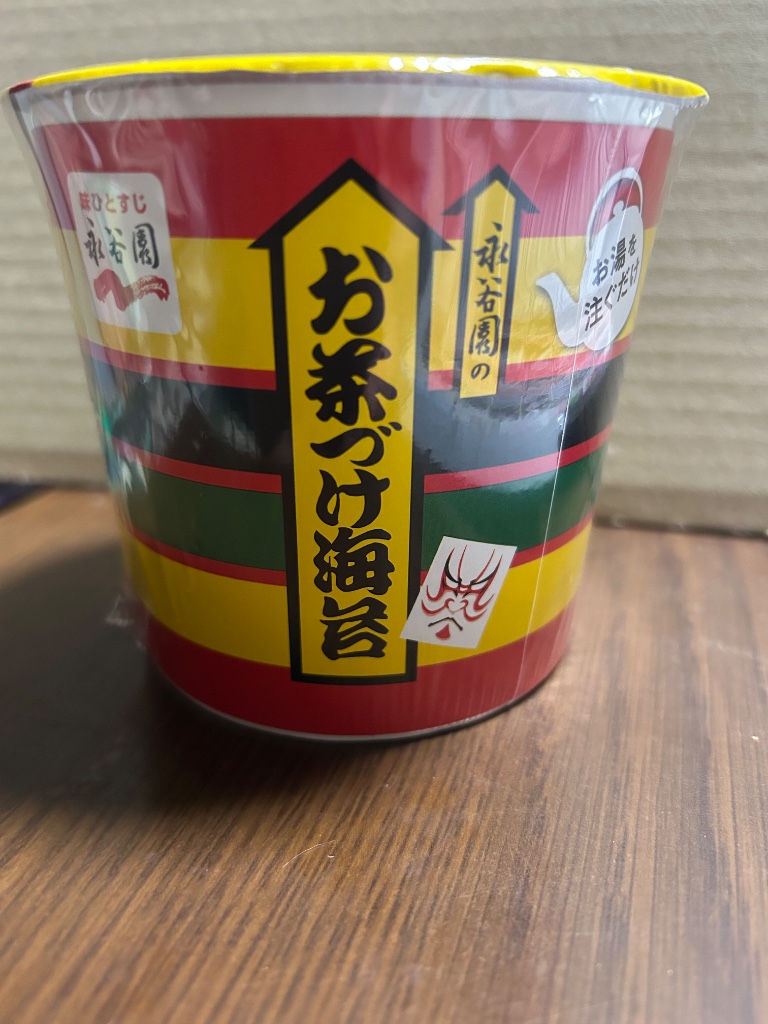 味ひとすじ
永谷園
お茶づけ海苔
永谷園の
お湯を
注ぐだけ